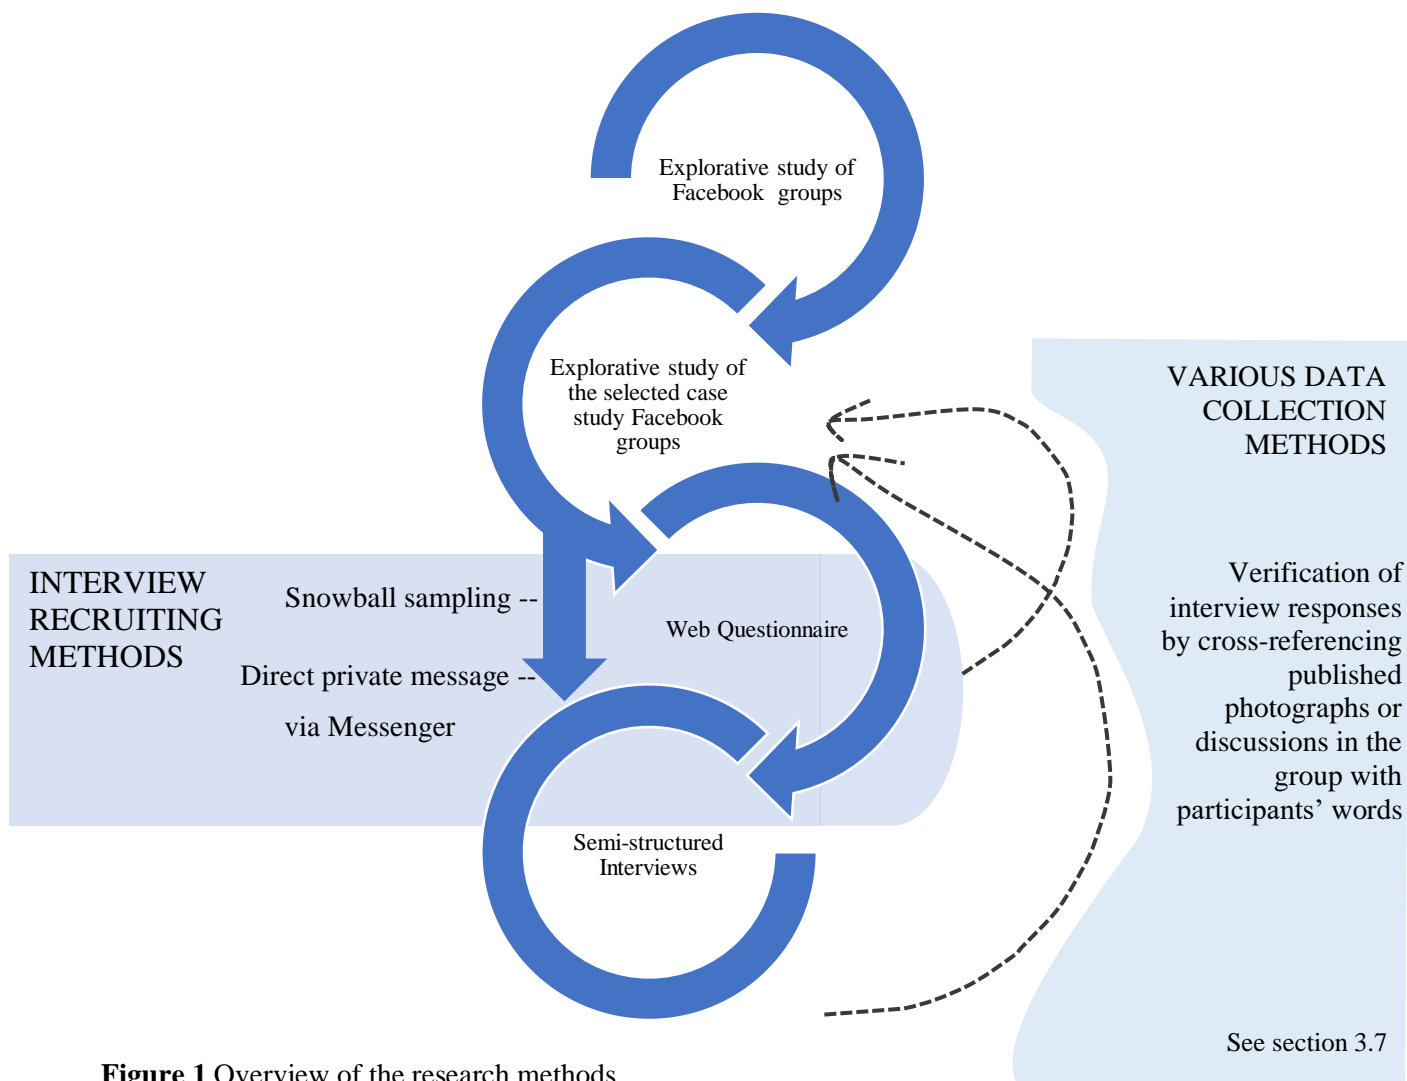 Explorative study of
Facebook groups
Explorative study of
the selected case
study Facebook
groups
VARIOUS DATA
COLLECTION
METHODS
INTERVIEW
RECRUITING
METHODS
Snowball sampling --
Direct private message --
via Messenger
Web Questionnaire
Verification of
interview responses
by cross-referencing
published
photographs or
discussions in the
group with
participants’ words
Semi-structured
Interviews
See section 3.7
Figure 1 Overview of the research methods